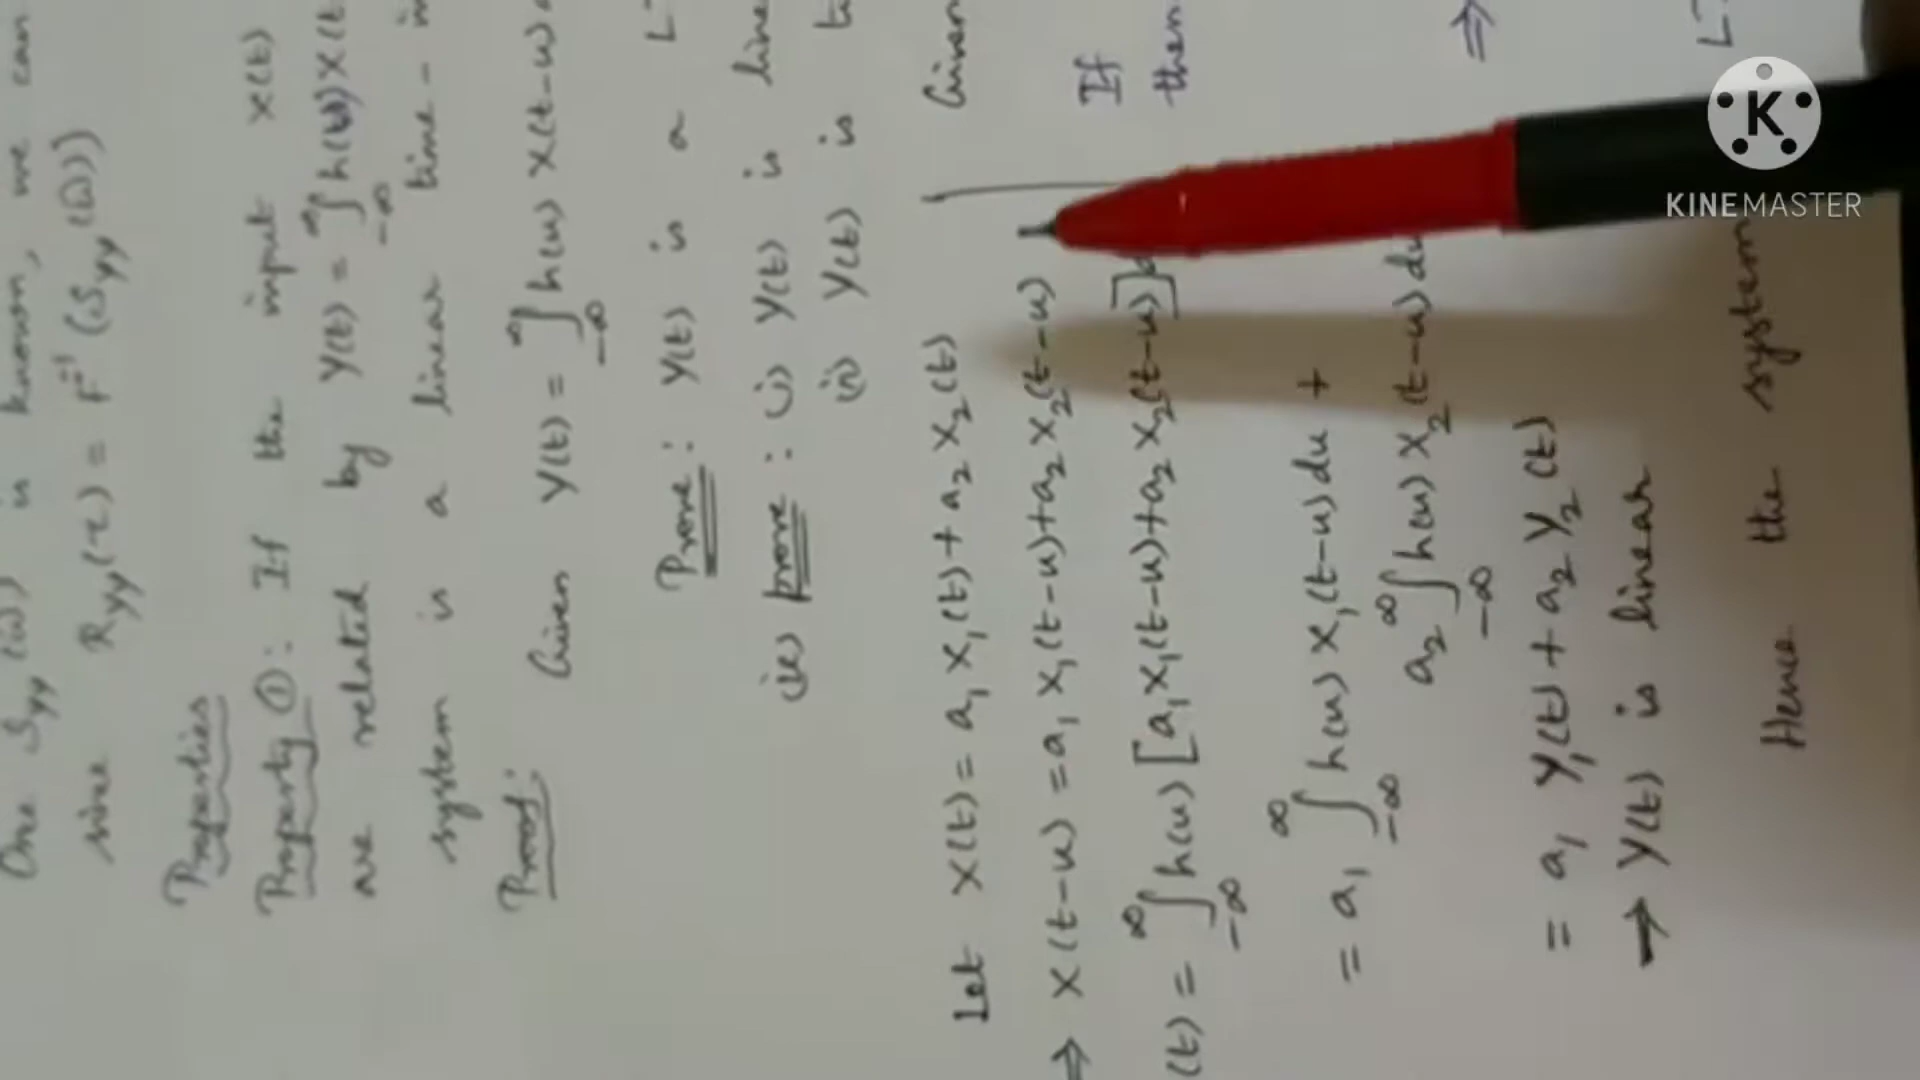 One Syy(ω) is known, we can
since Ryy(τ) = F⁻¹(Syy(ω))
Properties
Property ①: If the input X(t)
are related by Y(t) = ∫_{-∞}^{∞} h(u) X(t
system is a linear time-in
Proof: Given Y(t) = ∫_{-∞}^{∞} h(u) X(t-u)
Prove: Y(t) is a L
(ie) prove: (i) Y(t) is line
(ii) Y(t) is t
Let X(t) = a₁ X₁(t) + a₂ X₂(t)
⇒ X(t-u) = a₁ X₁(t-u) + a₂ X₂(t-u)
(t) = ∫_{-∞}^{∞} h(u) [a₁ X₁(t-u) + a₂ X₂(t-u)] d
= a₁ ∫_{-∞}^{∞} h(u) X₁(t-u) du +
a₂ ∫_{-∞}^{∞} h(u) X₂(t-u) du
= a₁ Y₁(t) + a₂ Y₂(t)
⇒ Y(t) is linear
Given
If
then
⇒
L
Hence the system
K
KINEMASTER